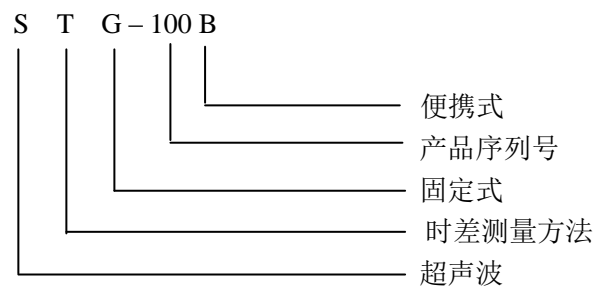 S T G – 100 B
便携式
产品序列号
固定式
时差测量方法
超声波